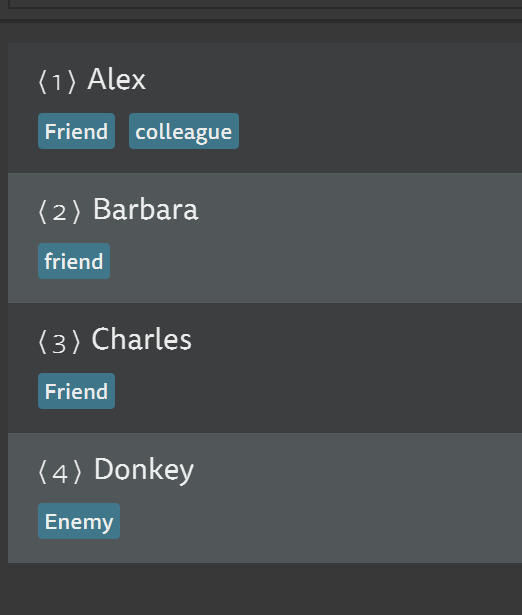 ⟨1⟩ Alex
Friend colleague
⟨2⟩ Barbara
friend
⟨3⟩ Charles
Friend
⟨4⟩ Donkey
Enemy